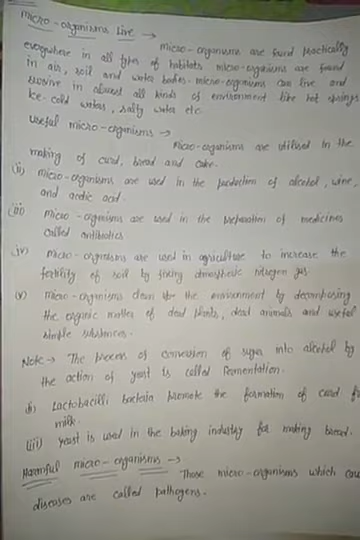 Micro-organisms Live →
Micro-organisms are found practically
everywhere in all types of habitats. micro-organisms are found
in air, soil and water bodies. micro-organisms can live and
survive in almost all kinds of environment like hot springs
Ice-cold waters, salty water etc.
Useful micro-organisms →
Micro-organisms are utilised in the
making of curd, bread and cake.
(ii) Micro-organisms are used in the production of alcohol, wine,
and acetic acid.
(iii) Micro-organisms are used in the preparation of medicines
called antibiotics
(iv) Micro-organisms are used in agriculture to increase the
fertility of soil by fixing atmospheric nitrogen gas
(v) Micro-organisms clean up the environment by decomposing
the organic matter of dead plants, dead animals and useful
simple substances.
Note → The process of conversion of sugar into alcohol by
the action of yeast is called fermentation.
Lactobacilli bacteria promote the formation of curd
milk.
(iii) Yeast is used in the baking industry for making bread.
Harmful micro-organisms →
Those micro-organisms which
diseases are called pathogens.